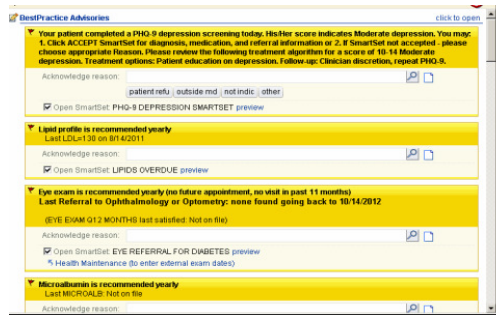 BestPractice Advisories
click to open
Your patient completed a PHQ-9 depression screening today. His/Her score indicates Moderate depression. You may:
1. Click ACCEPT SmartSet for diagnosis, medication, and referral information or 2. If SmartSet not accepted - please
choose appropriate Reason. Please review the following treatment algorithm for a score of 10-14 Moderate
depression. Treatment options: Patient education on depression. Follow-up: Clinician discretion, repeat PHQ-9.
Acknowledge reason:
patient refu outside md not indic other
Open SmartSet: PHQ-9 DEPRESSION SMARTSET preview
Lipid profile is recommended yearly
Last LDL=130 on 8/14/2011
Acknowledge reason:
Open SmartSet: LIPIDS OVERDUE preview
Eye exam is recommended yearly (no future appointment, no visit in past 11 months)
Last Referral to Ophthalmology or Optometry: none found going back to 10/14/2012
(EYE EXAM Q12 MONTHS last satisfied: Not on file)
Acknowledge reason:
Open SmartSet: EYE REFERRAL FOR DIABETES preview
Health Maintenance (to enter external exam dates)
Microalbumin is recommended yearly
Last MICROALB: Not on file
Acknowledge reason: